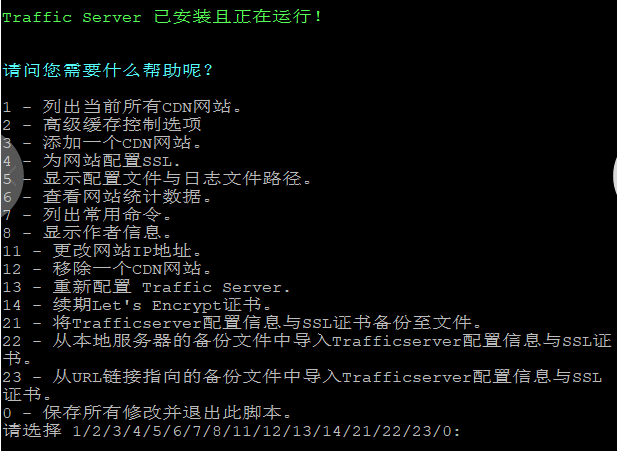 Traffic Server 已安装且正在运行！
请问您需要什么帮助呢？
1 - 列出当前所有CDN网站。
2 - 高级缓存控制选项
3 - 添加一个CDN网站。
4 - 为网站配置SSL.
5 - 显示配置文件与日志文件路径。
6 - 查看网站统计数据。
7 - 列出常用命令。
8 - 显示作者信息。
11 - 更改网站IP地址。
12 - 移除一个CDN网站。
13 - 重新配置 Traffic Server.
14 - 续期Let's Encrypt证书。
21 - 将Trafficserver配置信息与SSL证书备份至文件。
22 - 从本地服务器的备份文件中导入Trafficserver配置信息与SSL证
书。
23 - 从URL链接指向的备份文件中导入Trafficserver配置信息与SSL
证书。
0 - 保存所有修改并退出此脚本。
请选择 1/2/3/4/5/6/7/8/11/12/13/14/21/22/23/0: